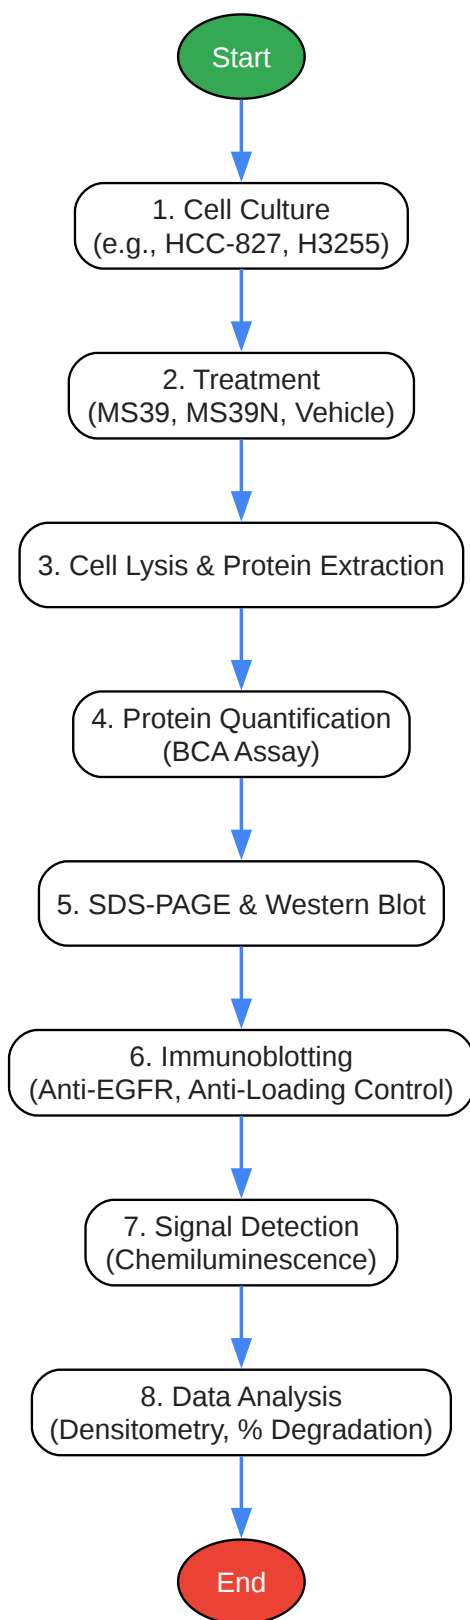 Start
1. Cell Culture
(e.g., HCC-827, H3255)
2. Treatment
(MS39, MS39N, Vehicle)
3. Cell Lysis & Protein Extraction
4. Protein Quantification
(BCA Assay)
5. SDS-PAGE & Western Blot
6. Immunoblotting
(Anti-EGFR, Anti-Loading Control)
7. Signal Detection
(Chemiluminescence)
8. Data Analysis
(Densitometry, % Degradation)
End